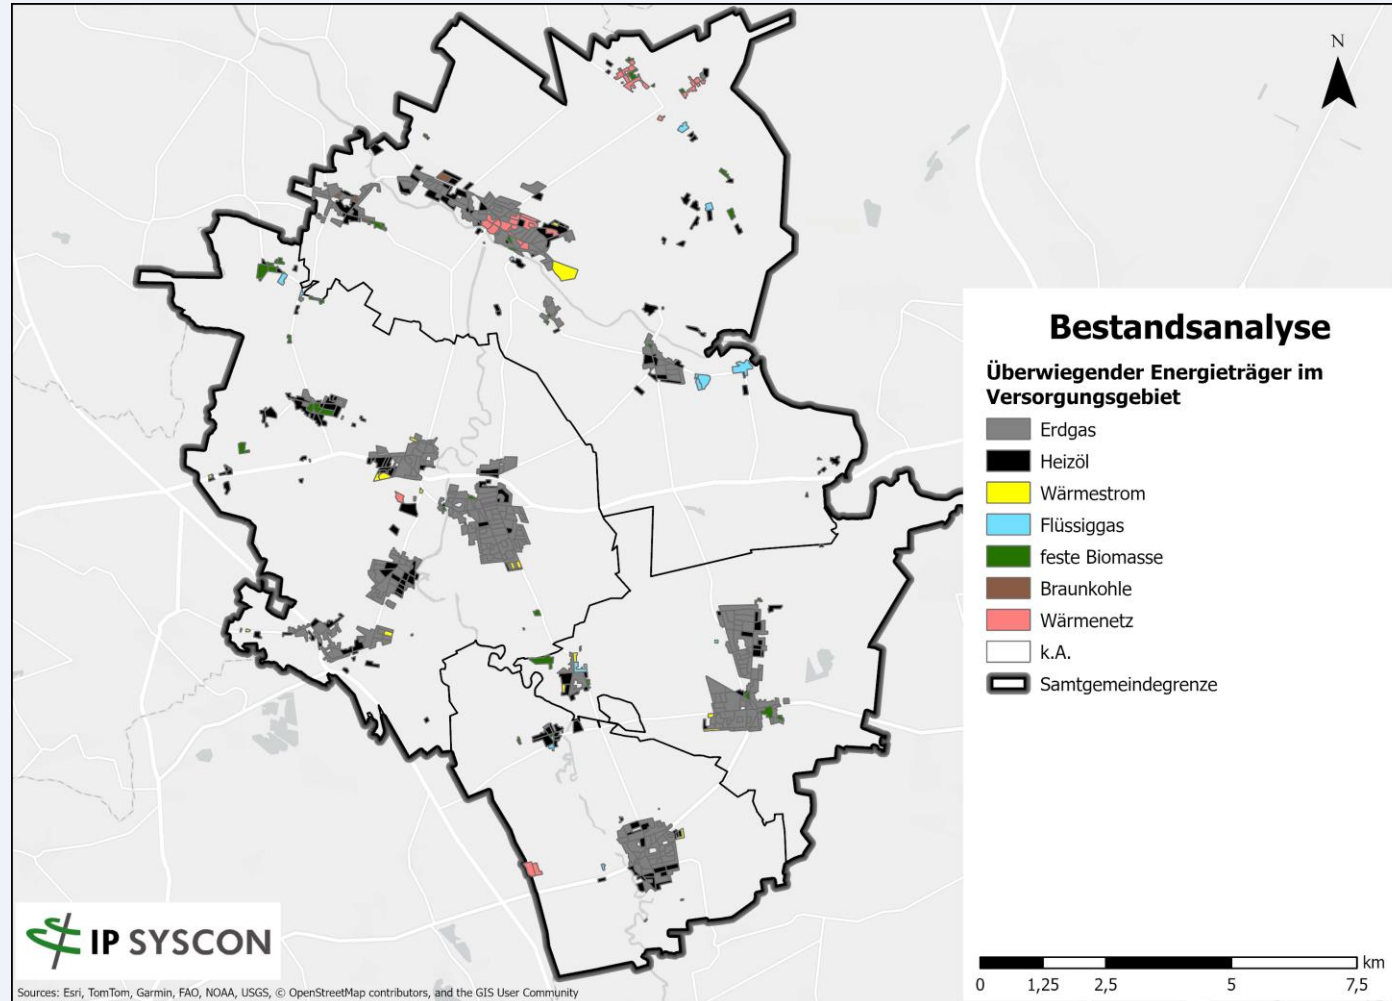 N
Bestandsanalyse
Überwiegender Energieträger im
Versorgungsgebiet
Erdgas
Heizöl
Wärmestrom
Flüssiggas
feste Biomasse
Braunkohle
Wärmenetz
k.A.
Samtgemeindegrenze
IP SYSCON
km
0 1,25 2,5 5 7,5
Sources: Esri, TomTom, Garmin, FAO, NOAA, USGS, © OpenStreetMap contributors, and the GIS User Community